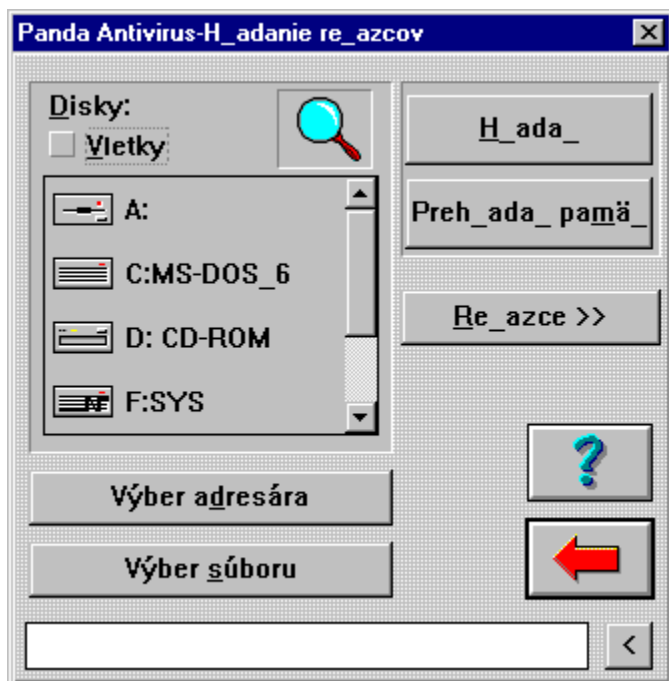 Panda Antivirus-H_adanie re_azcov
Disky:
Vletky
A:
C:MS-DOS_6
D: CD-ROM
F:SYS
H_ada_
Preh_ada_ pamä_
Re_azce >>
Výber adresára
Výber súboru
<